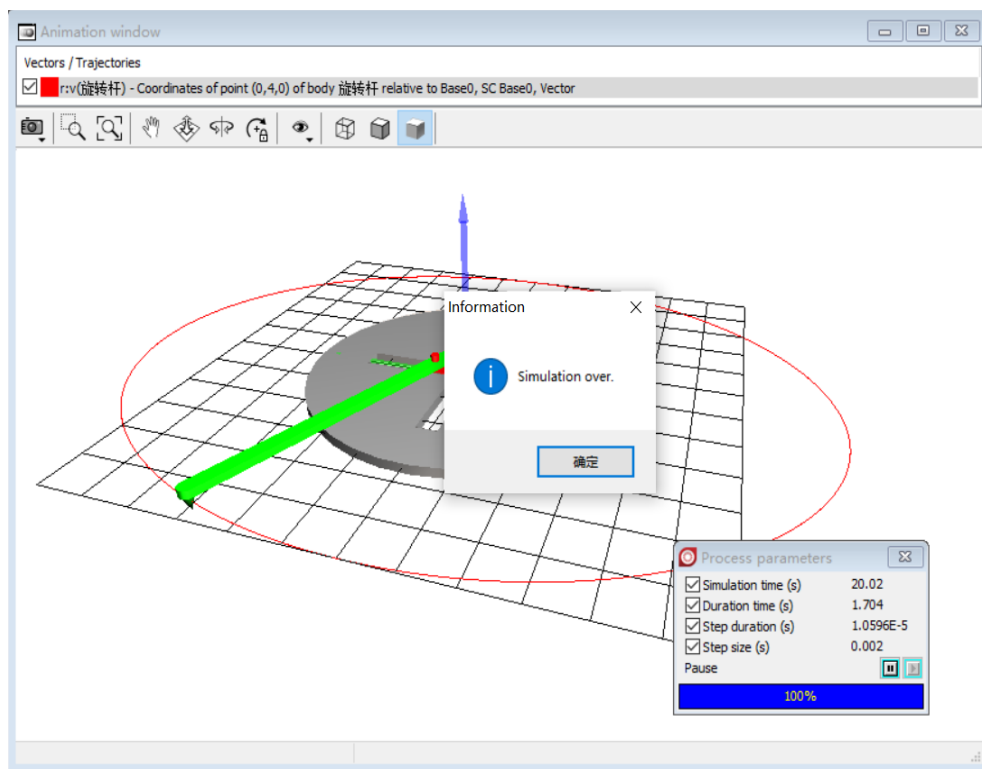 Animation window
Vectors / Trajectories
r:v(旋转杆) - Coordinates of point (0,4,0) of body 旋转杆 relative to Base0, SC Base0, Vector
Information
Simulation over.
确定
Process parameters
Simulation time (s) 20.02
Duration time (s) 1.704
Step duration (s) 1.0596E-5
Step size (s) 0.002
Pause
100%